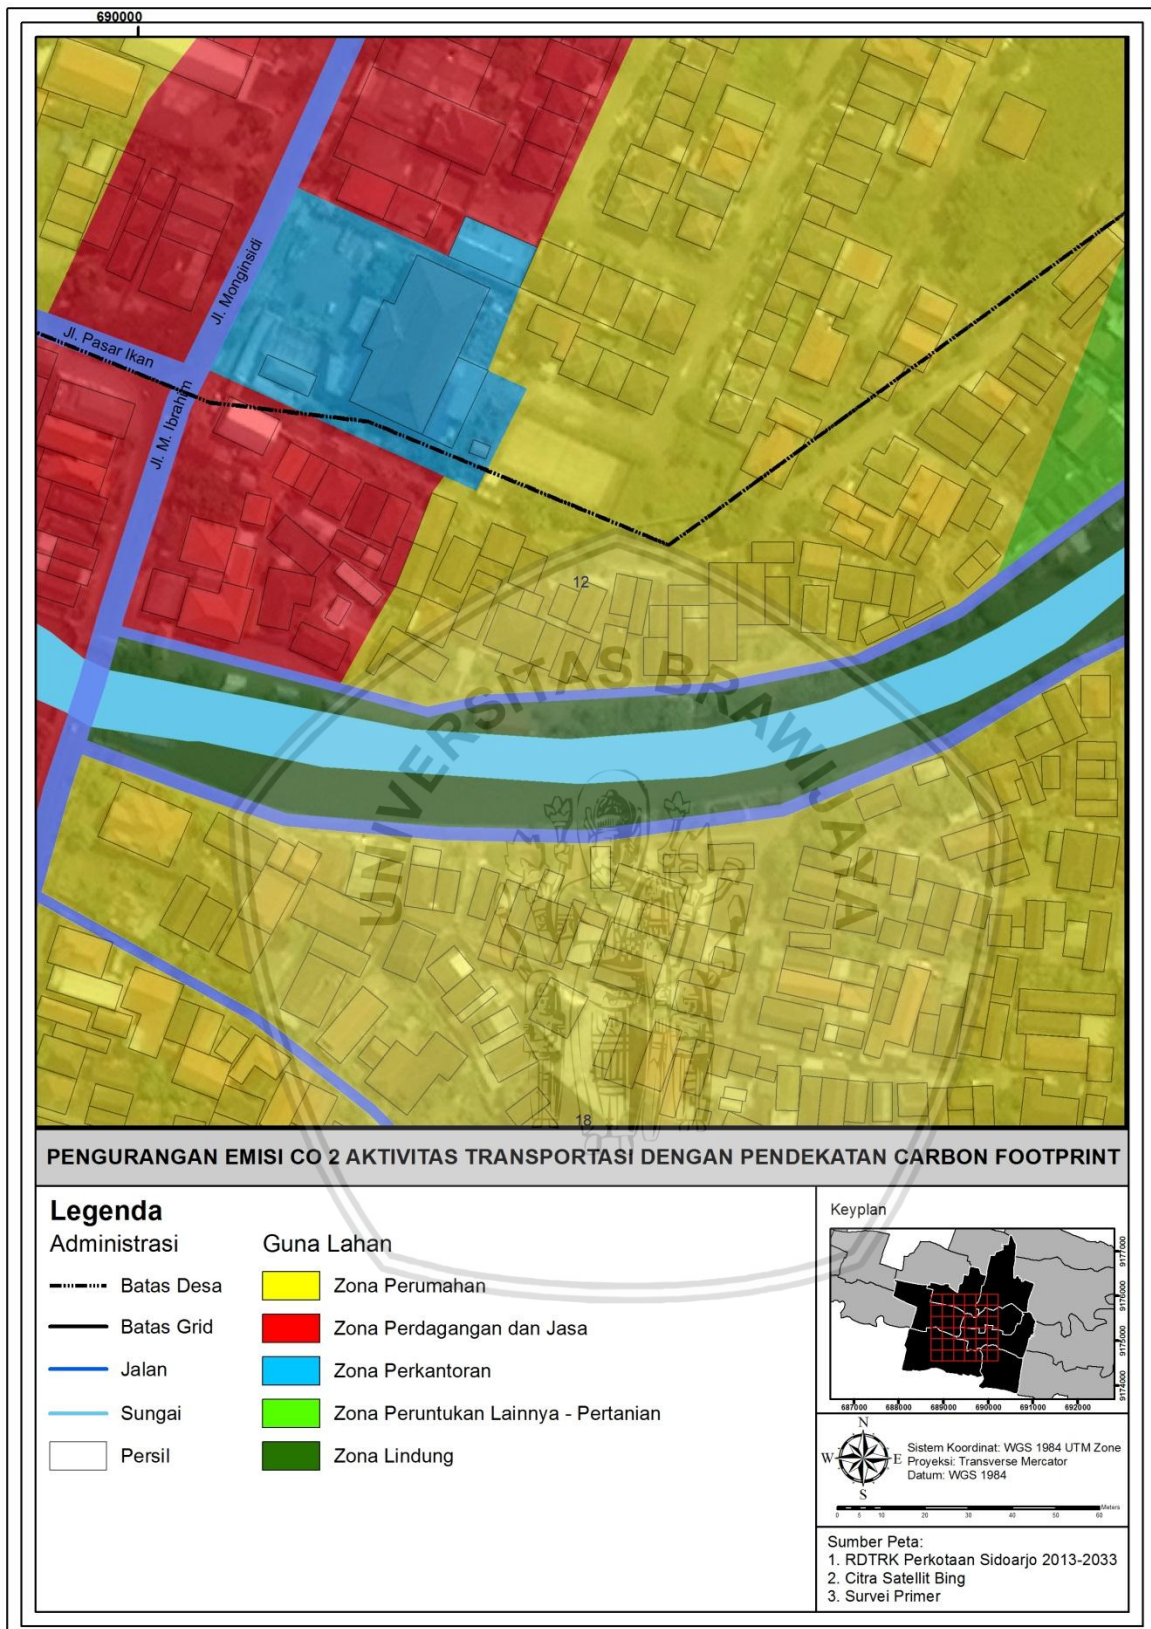 690000
Jl. Monginsidi
Jl. Pasar Ikan
Jl. M. Ibrahim
12
UNIVERSITAS BRAWIJAYA
18
PENGURANGAN EMISI CO 2 AKTIVITAS TRANSPORTASI DENGAN PENDEKATAN CARBON FOOTPRINT
Legenda
Administrasi
Batas Desa
Batas Grid
Jalan
Sungai
Persil
Guna Lahan
Zona Perumahan
Zona Perdagangan dan Jasa
Zona Perkantoran
Zona Peruntukan Lainnya - Pertanian
Zona Lindung
Keyplan
9177000
9176000
9175000
9174000
687000 688000 689000 690000 691000 692000
N
W E
S
Sistem Koordinat: WGS 1984 UTM Zone
Proyeksi: Transverse Mercator
Datum: WGS 1984
Meters
0 5 10 20 30 40 50 60
Sumber Peta:
1. RDTRK Perkotaan Sidoarjo 2013-2033
2. Citra Satellit Bing
3. Survei Primer